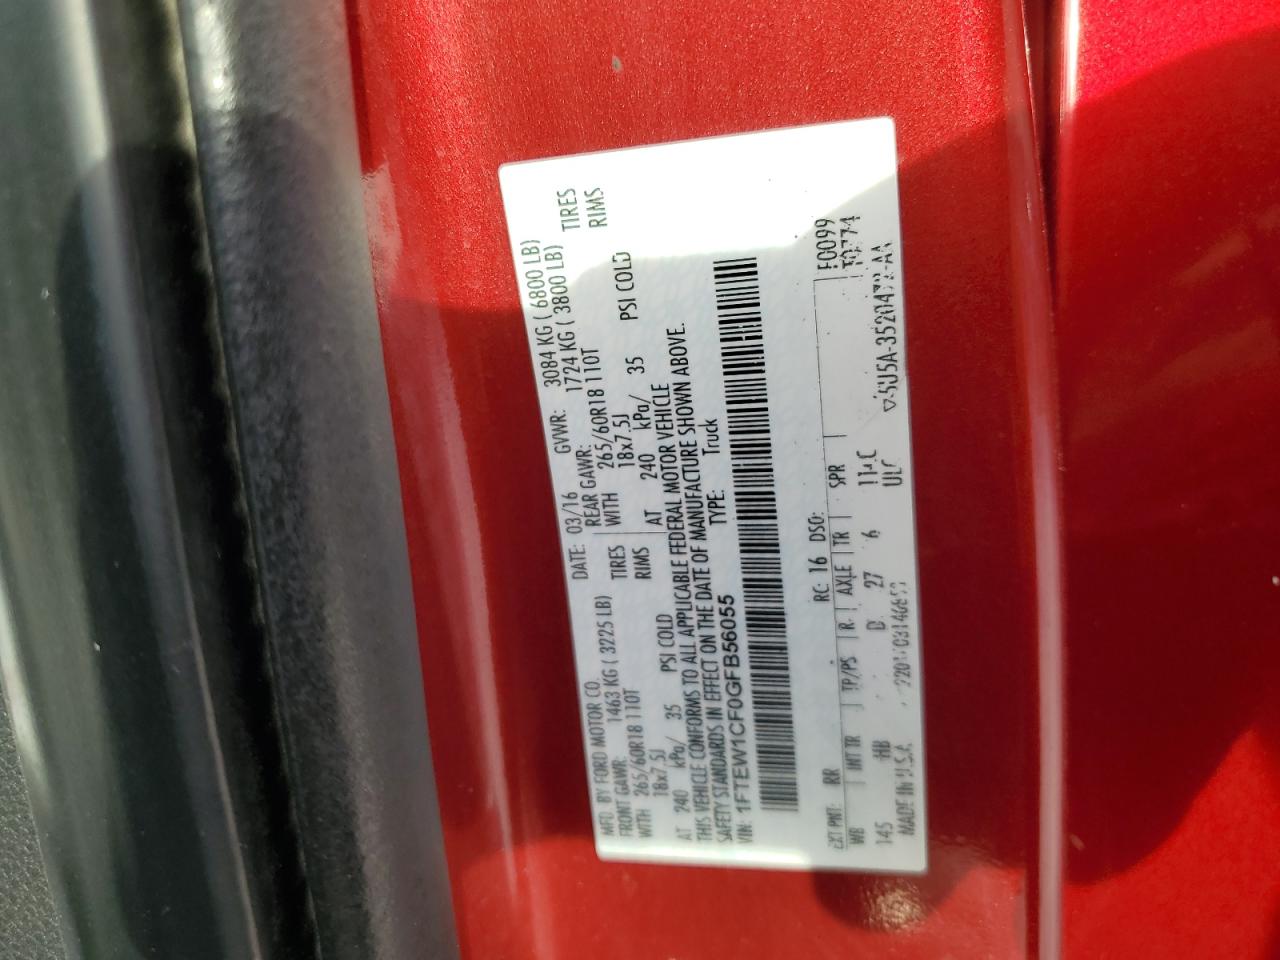 MFD. BY FORD MOTOR CO. DATE: 03/16 GVWR: 3084 KG ( 6800 LB)
FRONT GAWR: 1463 KG ( 3225 LB) REAR GAWR: 1724 KG ( 3800 LB)
WITH 265/60R18 110T TIRES WITH 265/60R18 110T TIRES
18x7.5J RIMS 18x7.5J RIMS
AT 240 kPa/ 35 PSI COLD AT 240 kPa/ 35 PSI COLD
THIS VEHICLE CONFORMS TO ALL APPLICABLE FEDERAL MOTOR VEHICLE
SAFETY STANDARDS IN EFFECT ON THE DATE OF MANUFACTURE SHOWN ABOVE.
VIN: 1FTEW1CF0GFB56055 TYPE: Truck
EXT PNT: RR RC: 16 DSO: F0099
WB INT TR TP/PS R AXLE TR SPR T0774
145 HB D 27 6
MADE IN U.S.A.